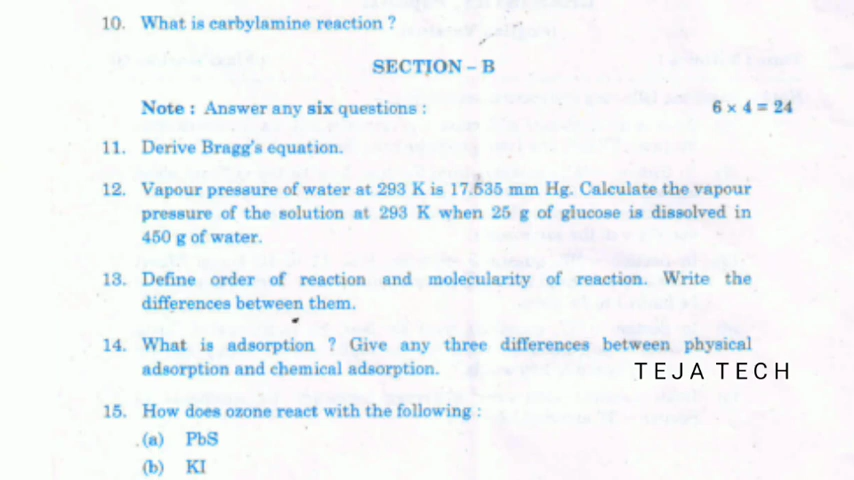 10. What is carbylamine reaction ?
SECTION – B
Note : Answer any six questions : 6 × 4 = 24
11. Derive Bragg's equation.
12. Vapour pressure of water at 293 K is 17.535 mm Hg. Calculate the vapour
pressure of the solution at 293 K when 25 g of glucose is dissolved in
450 g of water.
13. Define order of reaction and molecularity of reaction. Write the
differences between them.
14. What is adsorption ? Give any three differences between physical
adsorption and chemical adsorption.
TEJA TECH
15. How does ozone react with the following :
(a) PbS
(b) KI